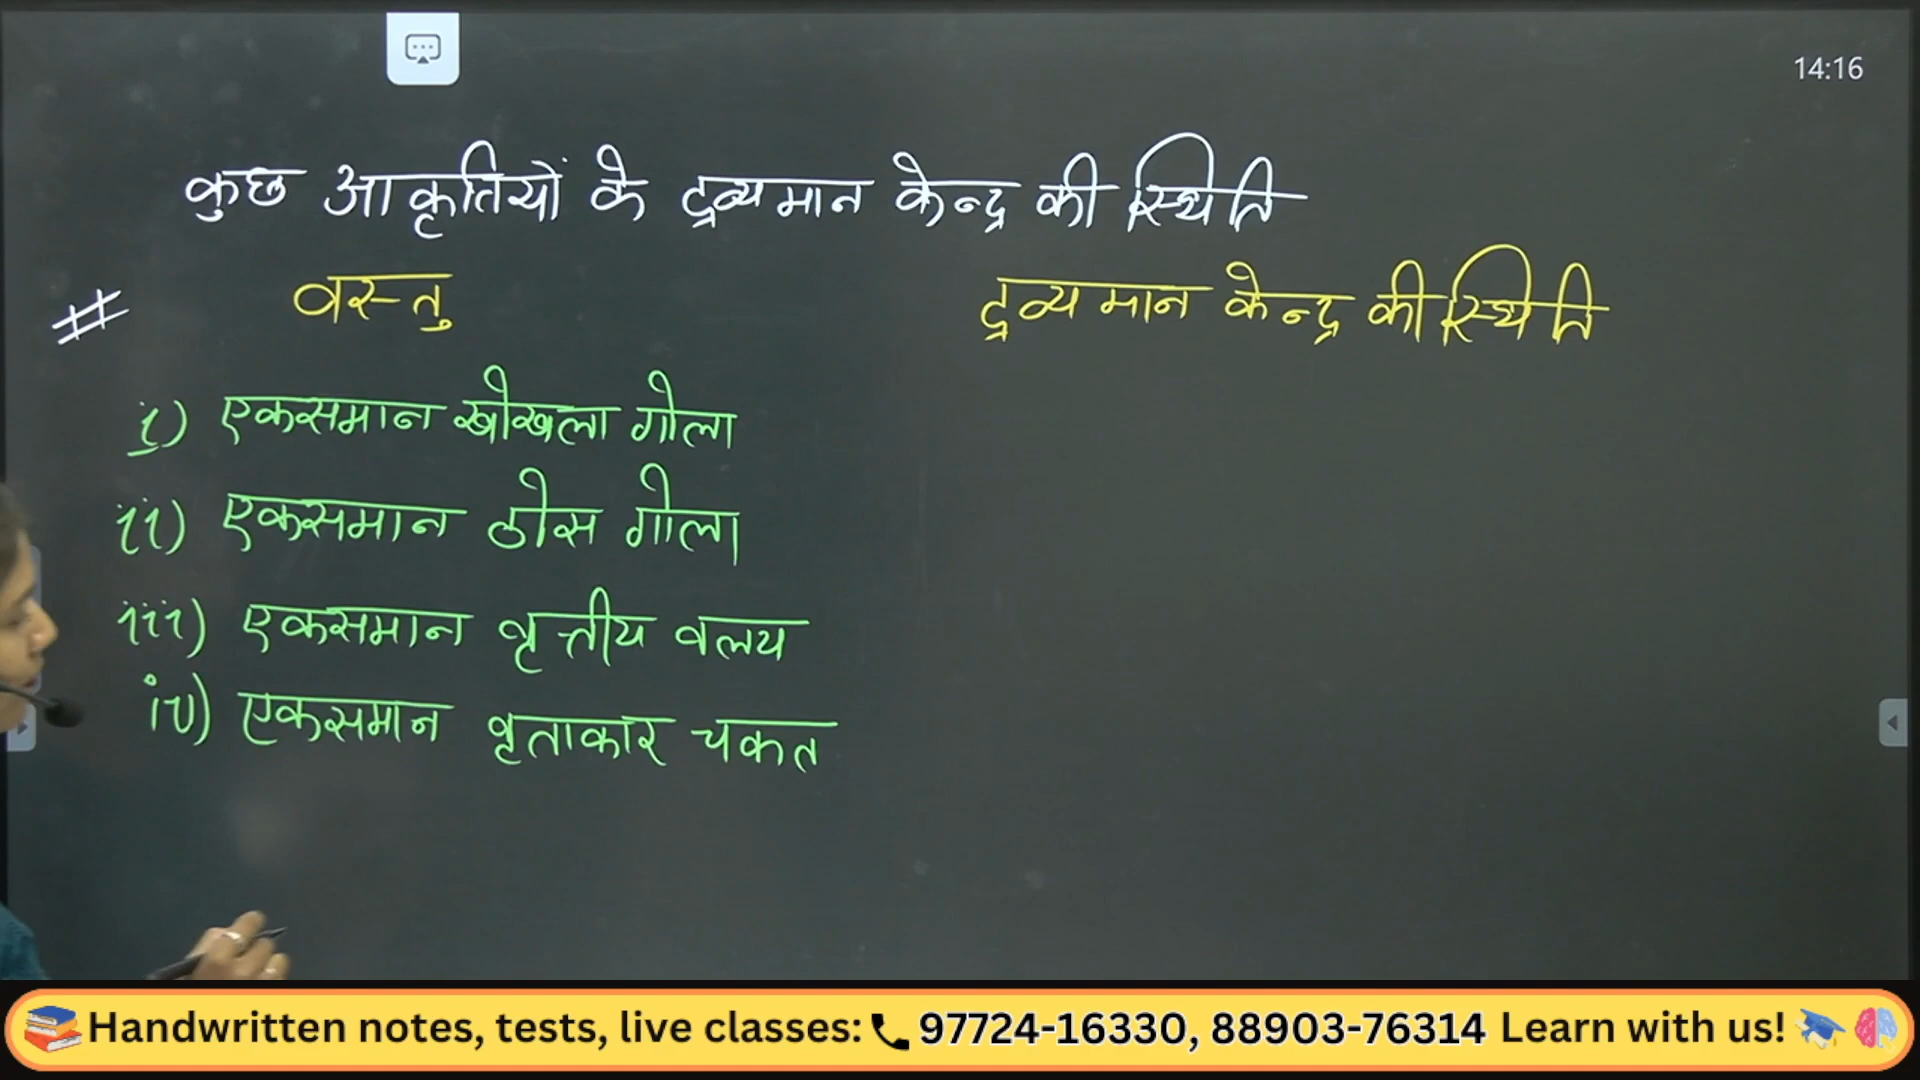 14:16
कुछ आकृतियों के द्रव्यमान केन्द्र की स्थिति
# वस्तु द्रव्यमान केन्द्र की स्थिति
i) एकसमान खोखला गोला
ii) एकसमान ठोस गोला
iii) एकसमान वृत्तीय वलय
iv) एकसमान वृताकार चकत
Handwritten notes, tests, live classes: 97724-16330, 88903-76314 Learn with us!